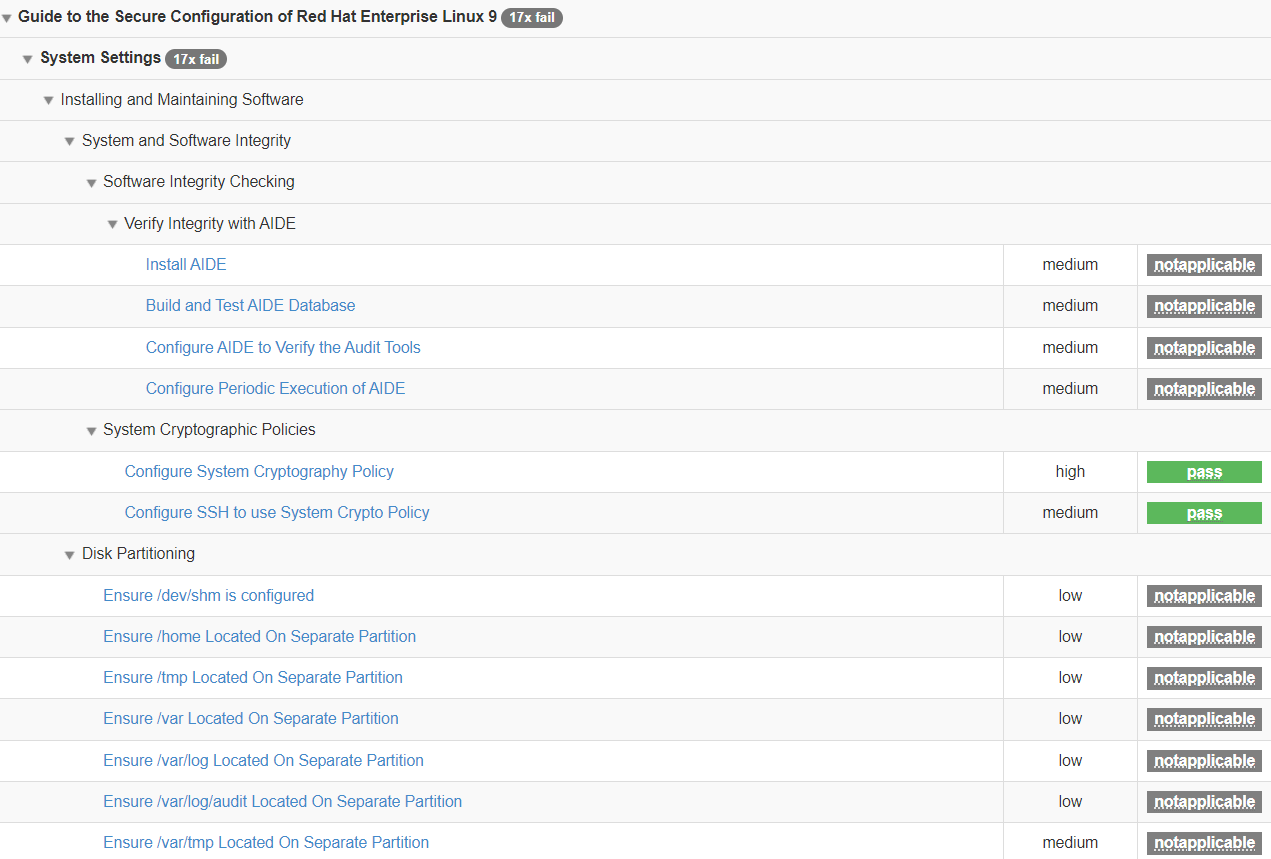 Guide to the Secure Configuration of Red Hat Enterprise Linux 9 17x fail
System Settings 17x fail
Installing and Maintaining Software
System and Software Integrity
Software Integrity Checking
Verify Integrity with AIDE
Install AIDE medium notapplicable
Build and Test AIDE Database medium notapplicable
Configure AIDE to Verify the Audit Tools medium notapplicable
Configure Periodic Execution of AIDE medium notapplicable
System Cryptographic Policies
Configure System Cryptography Policy high pass
Configure SSH to use System Crypto Policy medium pass
Disk Partitioning
Ensure /dev/shm is configured low notapplicable
Ensure /home Located On Separate Partition low notapplicable
Ensure /tmp Located On Separate Partition low notapplicable
Ensure /var Located On Separate Partition low notapplicable
Ensure /var/log Located On Separate Partition low notapplicable
Ensure /var/log/audit Located On Separate Partition low notapplicable
Ensure /var/tmp Located On Separate Partition medium notapplicable